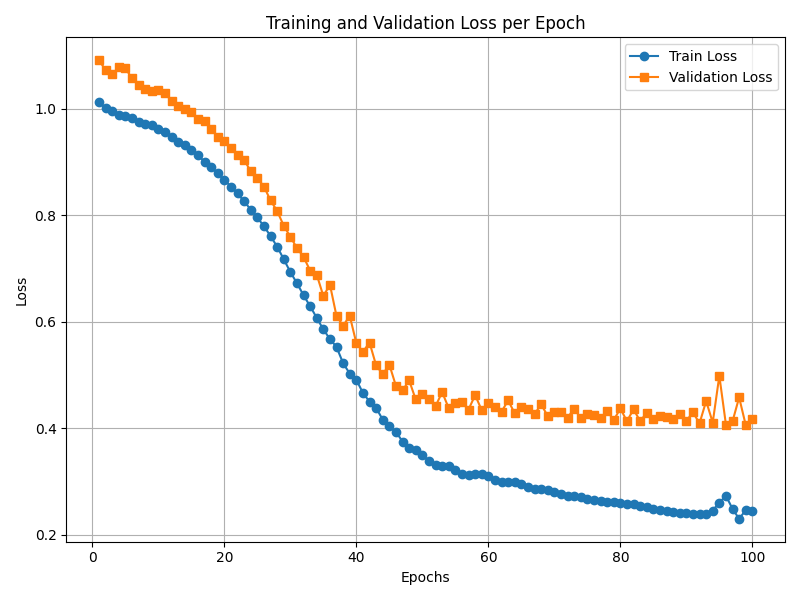 Training and Validation Loss per Epoch
Train Loss
Validation Loss
1.0
0.8
0.6
0.4
0.2
Loss
0 20 40 60 80 100
Epochs